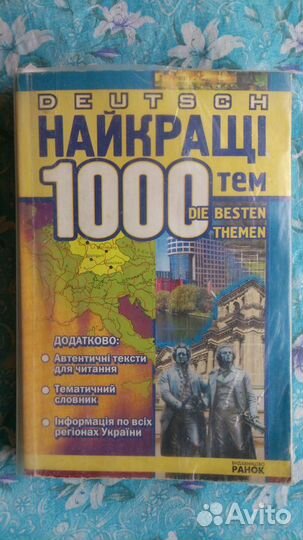 DEUTSCH
НАЙКРАЩІ
1000 тем
DIE BESTEN
THEMEN
ДОДАТКОВО:
Автентичні тексти
для читання
Тематичний
словник
Інформація по всіх
регіонах України
ВИДАВНИЦТВО
РАНОК
Avito